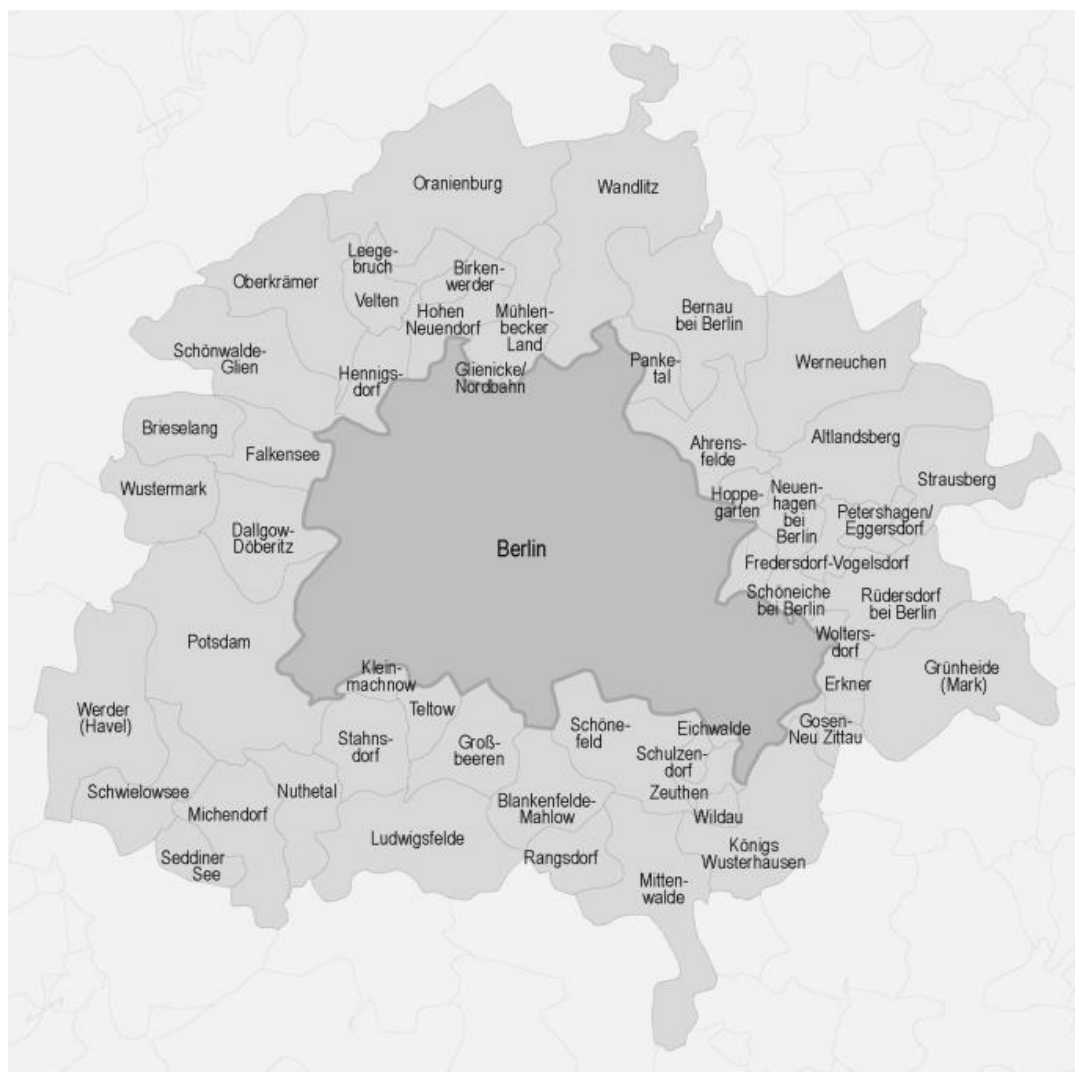 Oranienburg
Wandlitz
Leege-
bruch
Birken-
werder
Oberkrämer
Velten
Hohen
Neuendorf
Mühlen-
becker
Land
Bernau
bei Berlin
Schönwalde-
Glien
Hennigs-
dorf
Glienicke/
Nordbahn
Panke-
tal
Werneuchen
Brieselang
Falkensee
Ahrens-
felde
Altlandsberg
Wustermark
Hoppe-
garten
Neuen-
hagen
bei
Berlin
Strausberg
Petershagen/
Eggersdorf
Dallgow-
Döberitz
Berlin
Fredersdorf-Vogelsdorf
Schöneiche
bei Berlin
Rüdersdorf
bei Berlin
Potsdam
Wolters-
dorf
Klein-
machnow
Erkner
Grünheide
(Mark)
Werder
(Havel)
Teltow
Stahns-
dorf
Groß-
beeren
Schöne-
feld
Eichwalde
Gosen-
Neu Zittau
Schulzen-
dorf
Schwielowsee
Nuthetal
Zeuthen
Michendorf
Blankenfelde-
Mahlow
Wildau
Ludwigsfelde
Seddiner
See
Rangsdorf
Königs
Wusterhausen
Mitten-
walde